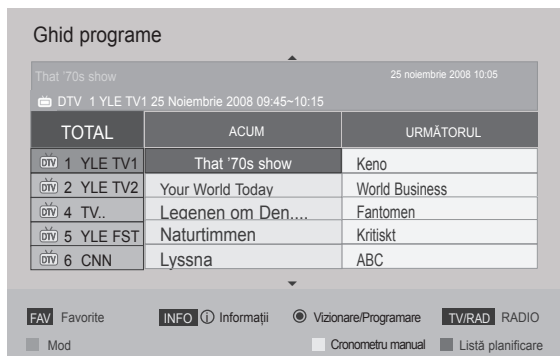 Ghid programe
That '70s show 25 noiembrie 2008 10:05
DTV 1 YLE TV1 25 Noiembrie 2008 09:45~10:15
TOTAL ACUM URMĂTORUL
DTV 1 YLE TV1 That '70s show Keno
DTV 2 YLE TV2 Your World Today World Business
DTV 4 TV.. Legenen om Den.... Fantomen
DTV 5 YLE FST Naturtimmen Kritiskt
DTV 6 CNN Lyssna ABC
FAV Favorite INFO i Informaţii Vizionare/Programare TV/RAD RADIO
Mod Cronometru manual Listă planificare